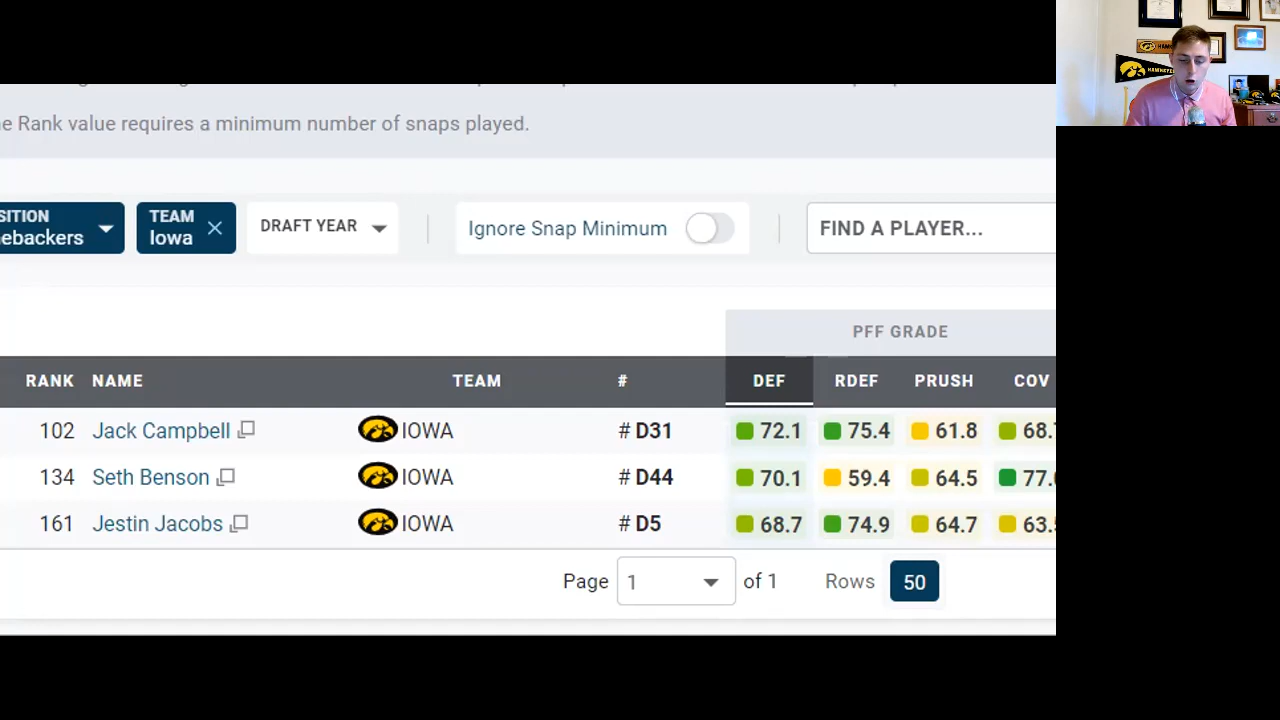 e Rank value requires a minimum number of snaps played.
SITION
ebackers
TEAM
Iowa
DRAFT YEAR
Ignore Snap Minimum
FIND A PLAYER...
PFF GRADE
RANK NAME TEAM # DEF RDEF PRUSH COV
102 Jack Campbell IOWA # D31 72.1 75.4 61.8 68.
134 Seth Benson IOWA # D44 70.1 59.4 64.5 77.
161 Jestin Jacobs IOWA # D5 68.7 74.9 64.7 63.
Page 1 of 1 Rows 50